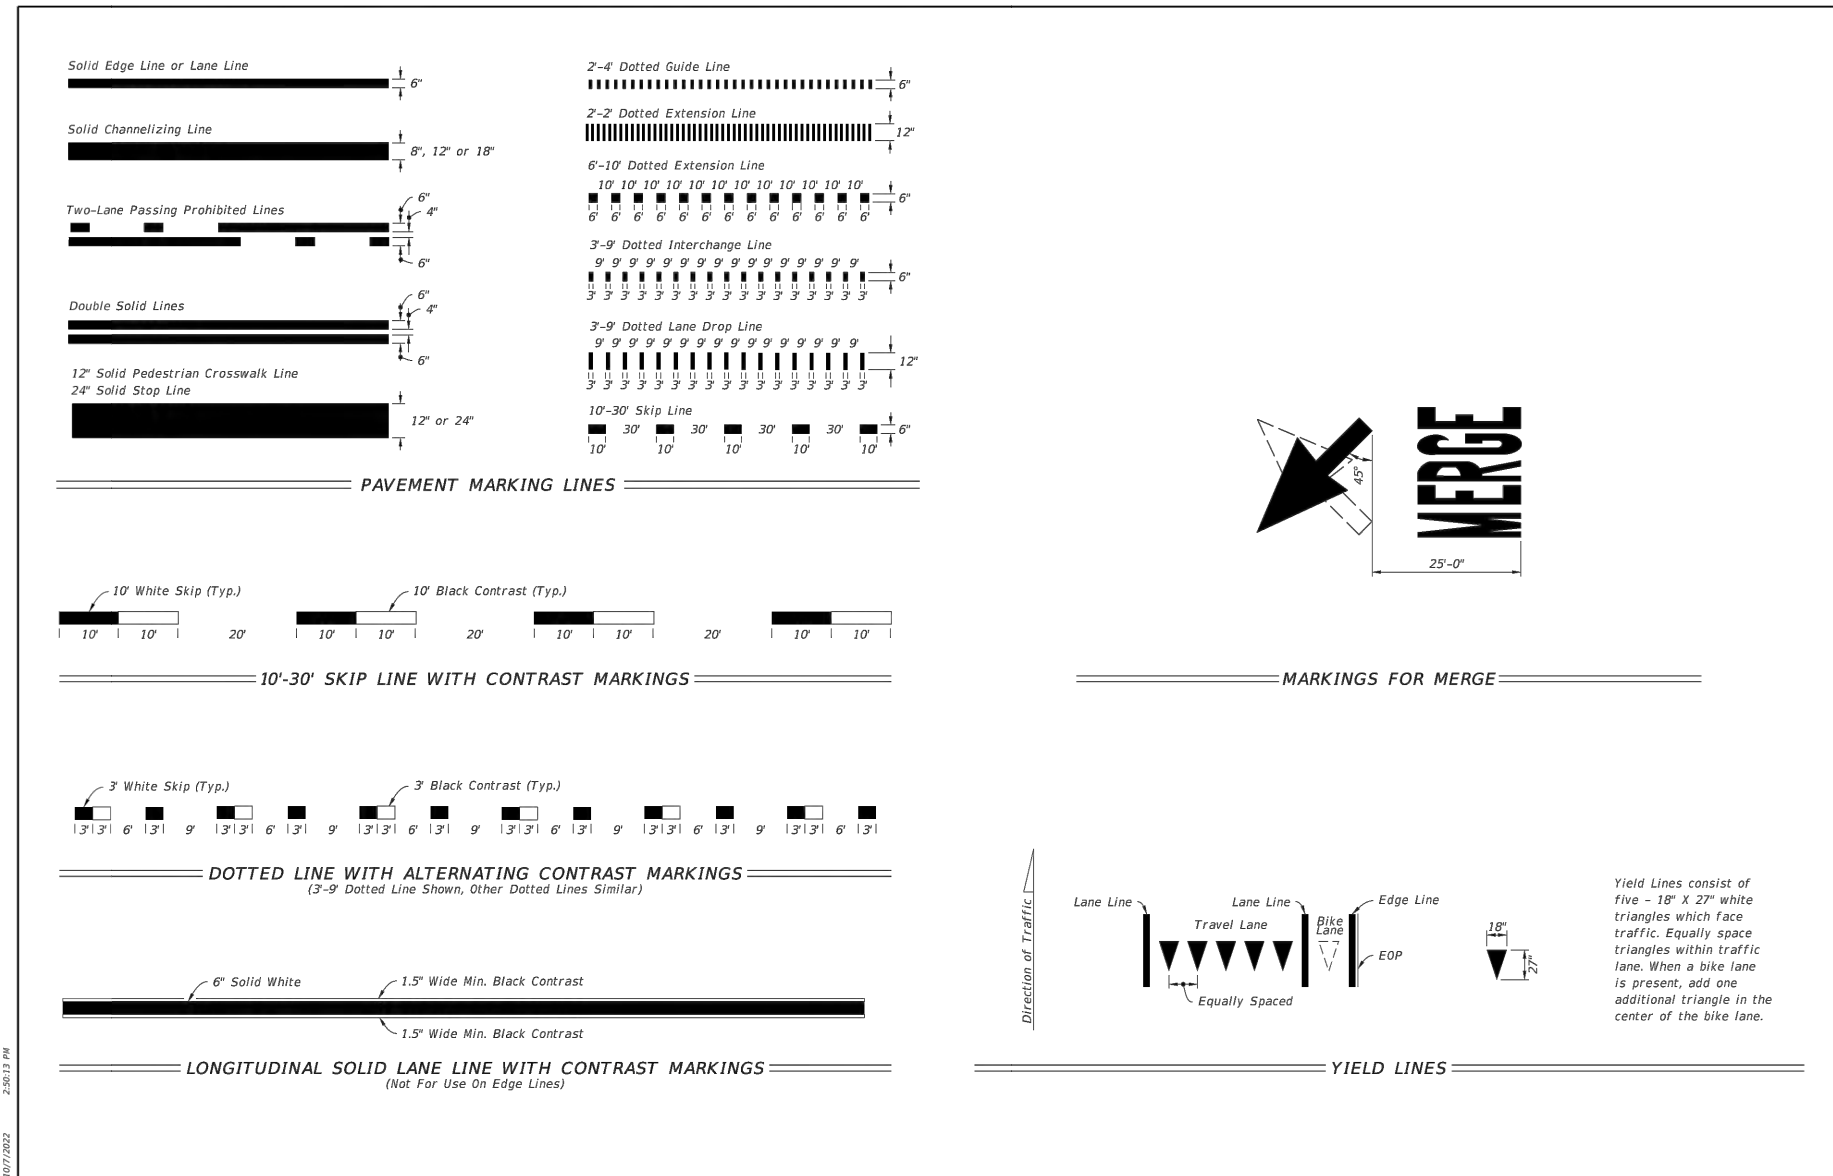 Solid Edge Line or Lane Line
6"
Solid Channelizing Line
8", 12" or 18"
Two-Lane Passing Prohibited Lines
6"
4"
6"
Double Solid Lines
6"
4"
6"
12" Solid Pedestrian Crosswalk Line
24" Solid Stop Line
12" or 24"
2'-4' Dotted Guide Line
6"
2'-2' Dotted Extension Line
12"
6'-10' Dotted Extension Line
10' 10' 10' 10' 10' 10' 10' 10' 10' 10' 10' 10'
6"
6' 6' 6' 6' 6' 6' 6' 6' 6' 6' 6' 6' 6'
3'-9' Dotted Interchange Line
9' 9' 9' 9' 9' 9' 9' 9' 9' 9' 9' 9' 9' 9' 9' 9'
6"
3' 3' 3' 3' 3' 3' 3' 3' 3' 3' 3' 3' 3' 3' 3' 3' 3'
3'-9' Dotted Lane Drop Line
9' 9' 9' 9' 9' 9' 9' 9' 9' 9' 9' 9' 9' 9' 9' 9'
12"
3' 3' 3' 3' 3' 3' 3' 3' 3' 3' 3' 3' 3' 3' 3' 3' 3'
10'-30' Skip Line
30' 30' 30' 30'
6"
10' 10' 10' 10' 10'
PAVEMENT MARKING LINES
10' White Skip (Typ.)
10' Black Contrast (Typ.)
10' 10' 20' 10' 10' 20' 10' 10' 20' 10' 10'
10'-30' SKIP LINE WITH CONTRAST MARKINGS
3' White Skip (Typ.)
3' Black Contrast (Typ.)
3' 3' 6' 3' 9' 3' 3' 6' 3' 9' 3' 3' 6' 3' 9' 3' 3' 6' 3' 9' 3' 3' 6' 3' 9' 3' 3' 6' 3'
DOTTED LINE WITH ALTERNATING CONTRAST MARKINGS
(3'-9' Dotted Line Shown, Other Dotted Lines Similar)
6" Solid White
1.5" Wide Min. Black Contrast
1.5" Wide Min. Black Contrast
LONGITUDINAL SOLID LANE LINE WITH CONTRAST MARKINGS
(Not For Use On Edge Lines)
45°
MERGE
25'-0"
MARKINGS FOR MERGE
Direction of Traffic
Lane Line
Travel Lane
Lane Line
Bike
Lane
Edge Line
EOP
Equally Spaced
18"
27"
Yield Lines consist of
five - 18" X 27" white
triangles which face
traffic. Equally space
triangles within traffic
lane. When a bike lane
is present, add one
additional triangle in the
center of the bike lane.
YIELD LINES
2:50:13 PM
10/7/2022